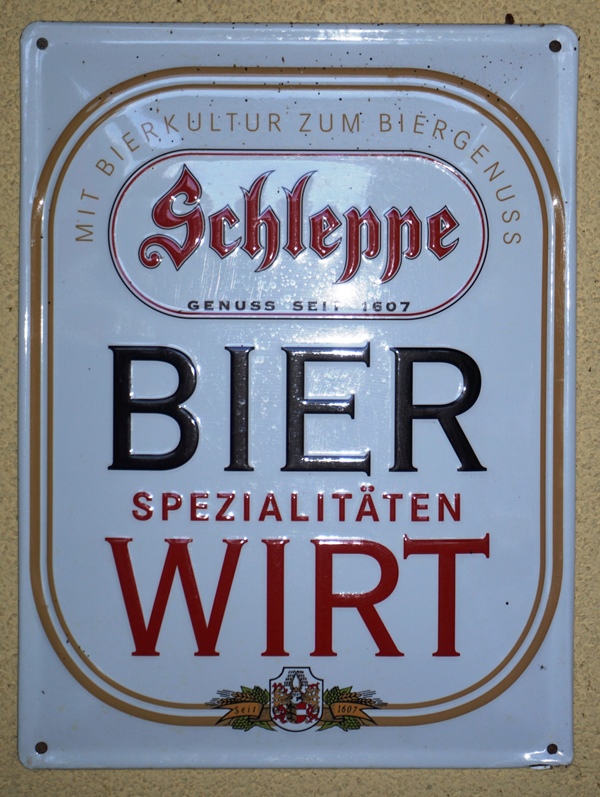 MIT BIERKULTUR ZUM BIERGENUSS
Schleppe
GENUSS SEIT 1607
BIER
SPEZIALITÄTEN
WIRT
Seit 1607